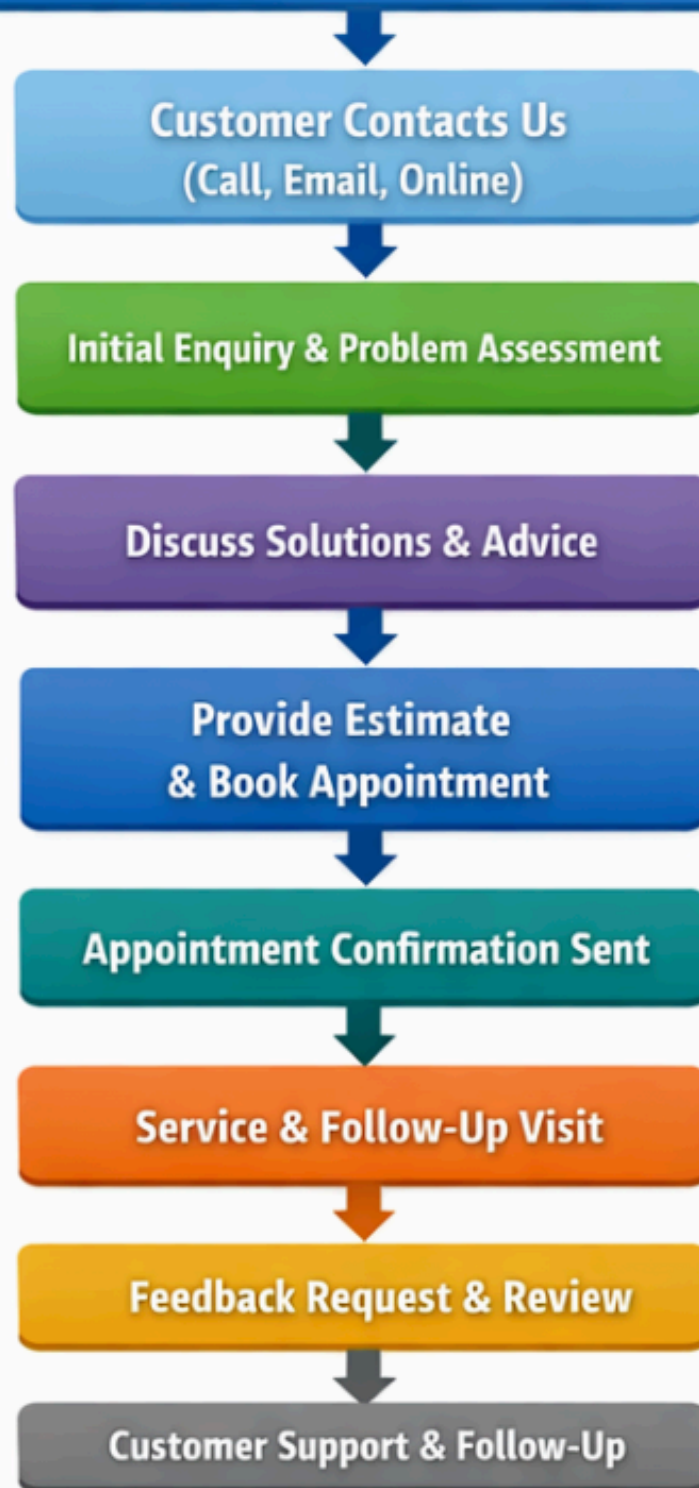 Customer Contacts Us
(Call, Email, Online)
Initial Enquiry & Problem Assessment
Discuss Solutions & Advice
Provide Estimate
& Book Appointment
Appointment Confirmation Sent
Service & Follow-Up Visit
Feedback Request & Review
Customer Support & Follow-Up